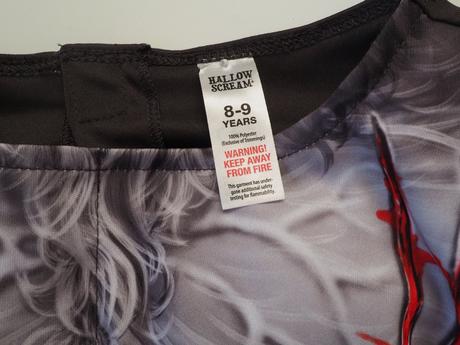 HALLOW
SCREAM®
8-9
YEARS
100% Polyester
(Exclusive of Trimmings)
WARNING!
KEEP AWAY
FROM FIRE
This garment has under-
gone additional safety
testing for flammability.